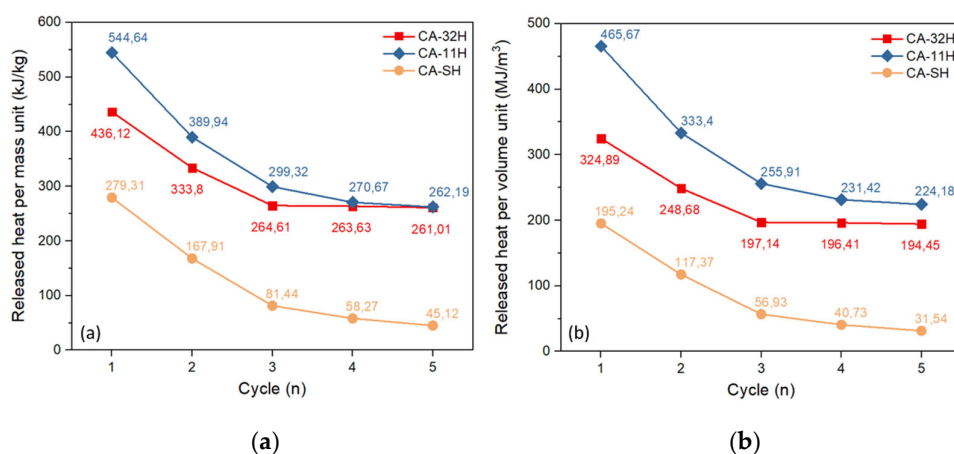 600
500
400
300
200
100
0
Released heat per mass unit (kJ/kg)
544,64
389,94
299,32
270,67
262,19
436,12
333,8
264,61
263,63
261,01
279,31
167,91
81,44
58,27
45,12
CA-32H
CA-11H
CA-SH
(a)
1 2 3 4 5
Cycle (n)
500
400
300
200
100
0
Released heat per volume unit (MJ/m³)
465,67
333,4
255,91
231,42
224,18
324,89
248,68
197,14
196,41
194,45
195,24
117,37
56,93
40,73
31,54
CA-32H
CA-11H
CA-SH
(b)
1 2 3 4 5
Cycle (n)
(a)
(b)